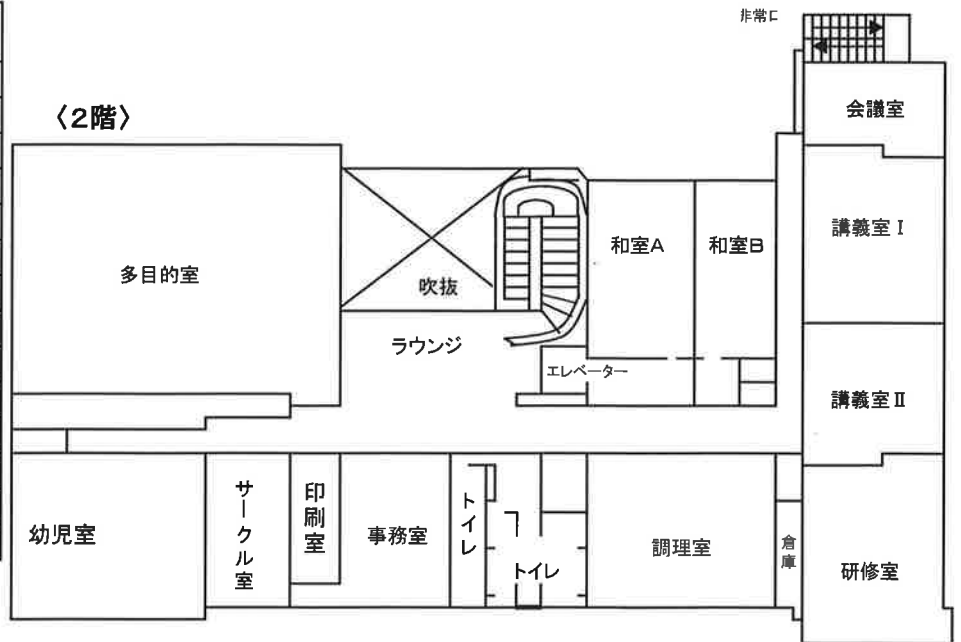 非常口
〈2階〉
会議室
多目的室
吹抜
和室A
和室B
講義室Ⅰ
ラウンジ
エレベーター
講義室Ⅱ
幼児室
サークル室
印刷室
事務室
トイレ
トイレ
調理室
倉庫
研修室